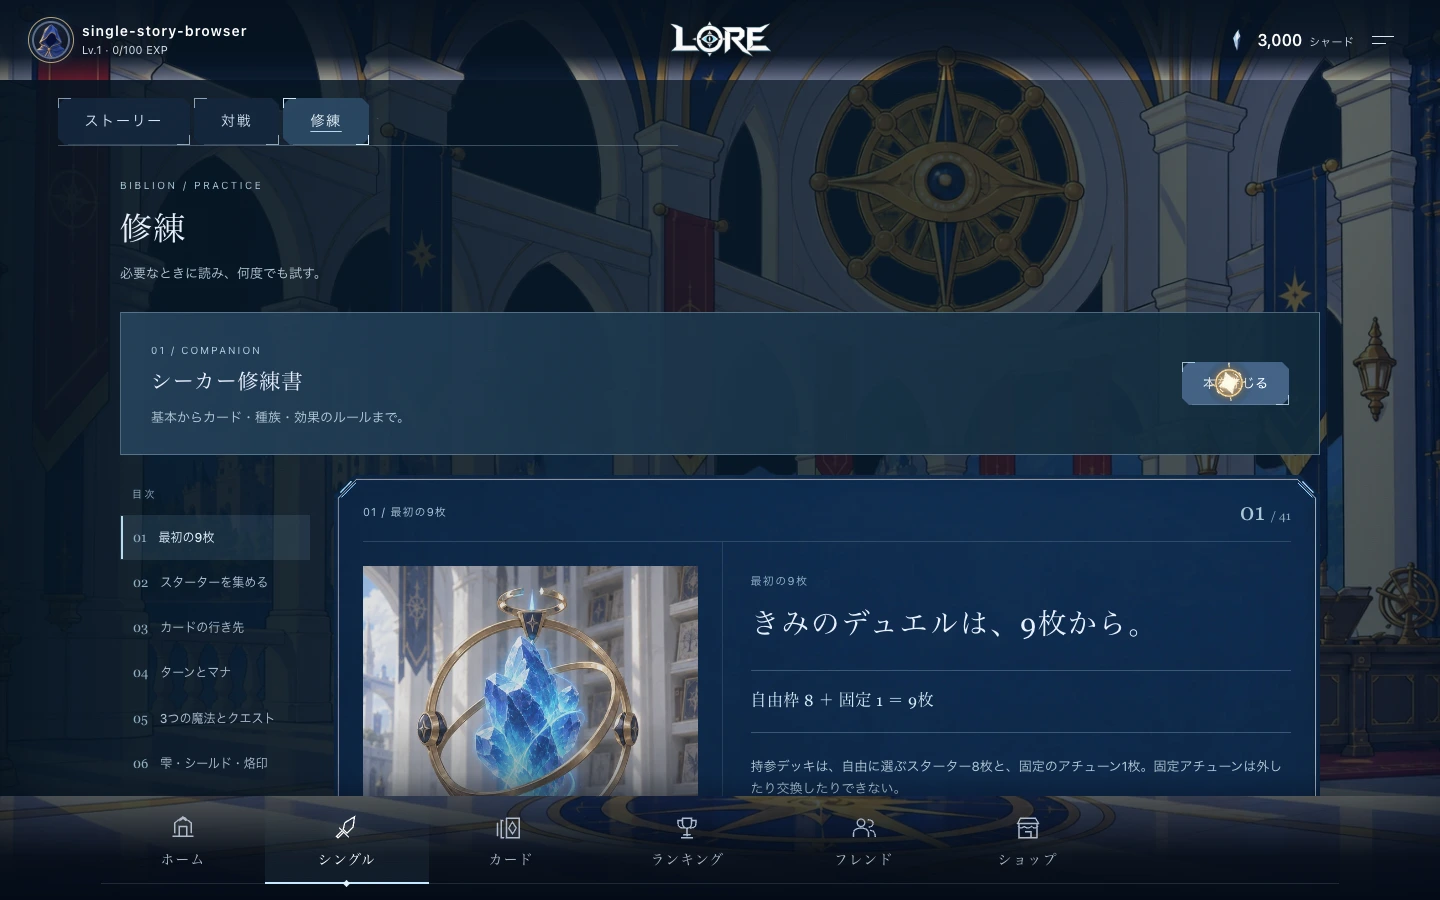 single-story-browser
Lv.1 · 0/100 EXP
LORE
3,000 シャード
ストーリー
対戦
修練
BIBLION / PRACTICE
修練
必要なときに読み、何度でも試す。
01 / COMPANION
シーカー修練書
基本からカード・種族・効果のルールまで。
本 じる
目次
01 最初の9枚
02 スターターを集める
03 カードの行き先
04 ターンとマナ
05 3つの魔法とクエスト
06 雫・シールド・烙印
01 / 最初の9枚
01 / 41
最初の9枚
きみのデュエルは、9枚から。
自由枠 8 + 固定 1 = 9枚
持参デッキは、自由に選ぶスターター8枚と、固定のアチューン1枚。固定アチューンは外し
たり交換したりできない。
ホーム
シングル
カード
ランキング
フレンド
ショップ